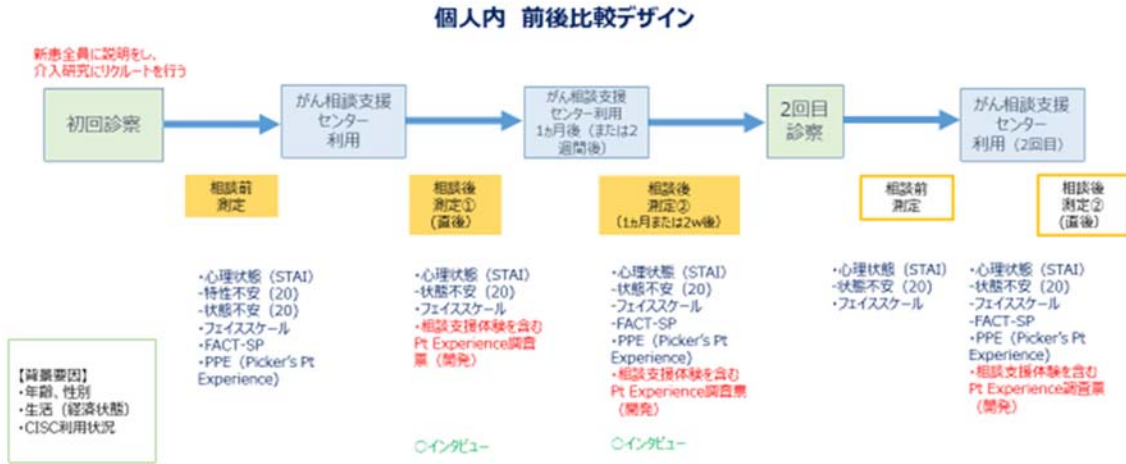 個人内 前後比較デザイン
新患全員に説明をし、
介入研究にリクルートを行う
初回診察
がん相談支援
センター
利用
がん相談支援
センター利用
1ヵ月後（または2
週間後）
2回目
診察
がん相談支援
センター
利用（2回目）
相談前
測定
相談後
測定①
(直後)
相談後
測定②
(1ヵ月または2w後)
相談前
測定
相談後
測定②
(直後)
・心理状態（STAI）
-特性不安（20）
-状態不安（20）
・フェイススケール
・FACT-SP
・PPE（Picker's Pt
Experience）
・心理状態（STAI）
-状態不安（20）
・フェイススケール
・相談支援体験を含む
Pt Experience調査
票（開発）
・心理状態（STAI）
-状態不安（20）
・フェイススケール
-FACT-SP
・PPE（Picker's Pt
Experience)
・相談支援体験を含む
Pt Experience調査票
（開発）
・心理状態（STAI）
-状態不安（20）
・フェイススケール
・心理状態（STAI）
-状態不安（20）
・フェイススケール
-FACT-SP
・PPE（Picker's Pt
Experience)
・相談支援体験を含む
Pt Experience調査票
（開発）
【背景要因】
・年齢、性別
・生活（経済状態）
・CISC利用状況
○インタビュー
○インタビュー